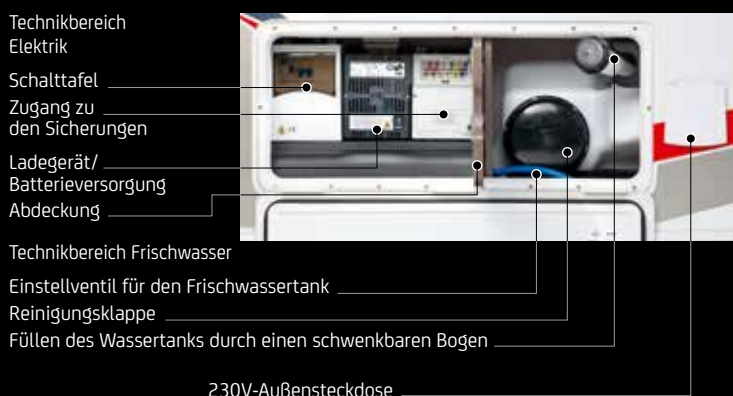 Technikbereich
Elektrik
Schalttafel
Zugang zu
den Sicherungen
Ladegerät/
Batterieversorgung
Abdeckung
Technikbereich Frischwasser
Einstellventil für den Frischwassertank
Reinigungsklappe
Füllen des Wassertanks durch einen schwenkbaren Bogen
230V-Außensteckdose